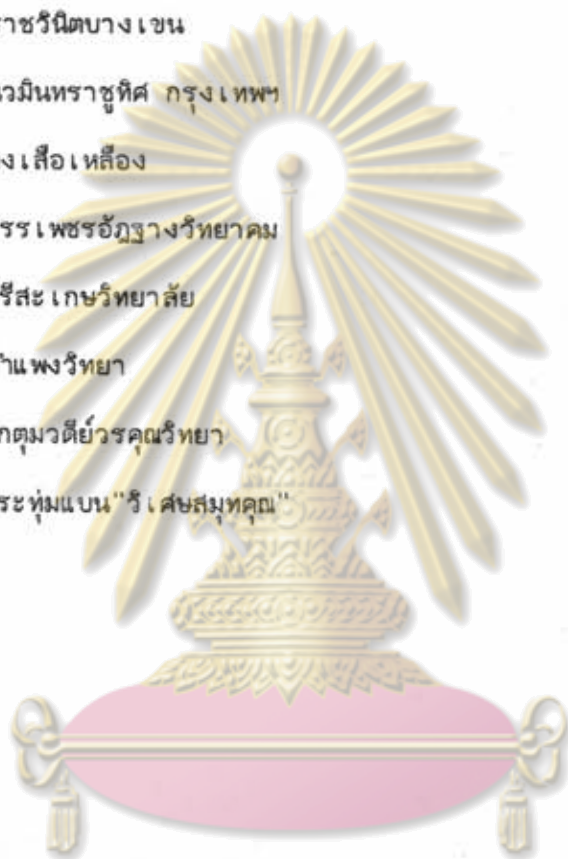 ราชวินิตบางเขน
นวมินทราชูทิศ กรุงเทพฯ
งเสือเหลือง
รรเพชรอัฎฐางวิทยาคม
รีสะเกษวิทยาลัย
ำแพงวิทยา
กตุมวดีย์วรคุณวิทยา
ระทุ่มแบน"วิเศษสมุทคุณ"